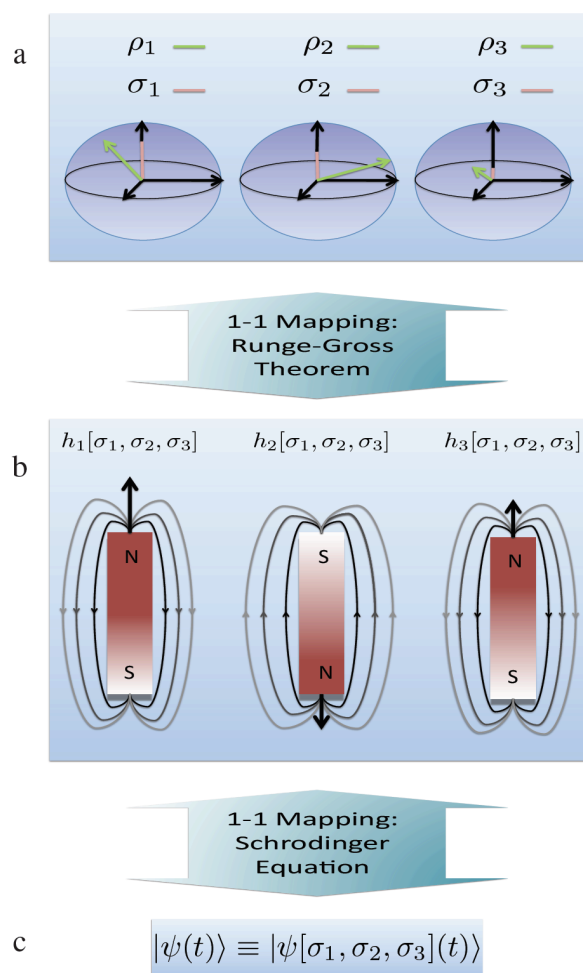 a
ρ₁ ρ₂ ρ₃
σ₁ σ₂ σ₃
1-1 Mapping:
Runge-Gross
Theorem
b
h₁[σ₁, σ₂, σ₃] h₂[σ₁, σ₂, σ₃] h₃[σ₁, σ₂, σ₃]
N S N
S N S
1-1 Mapping:
Schrodinger
Equation
c
|ψ(t)⟩ ≡ |ψ[σ₁, σ₂, σ₃](t)⟩